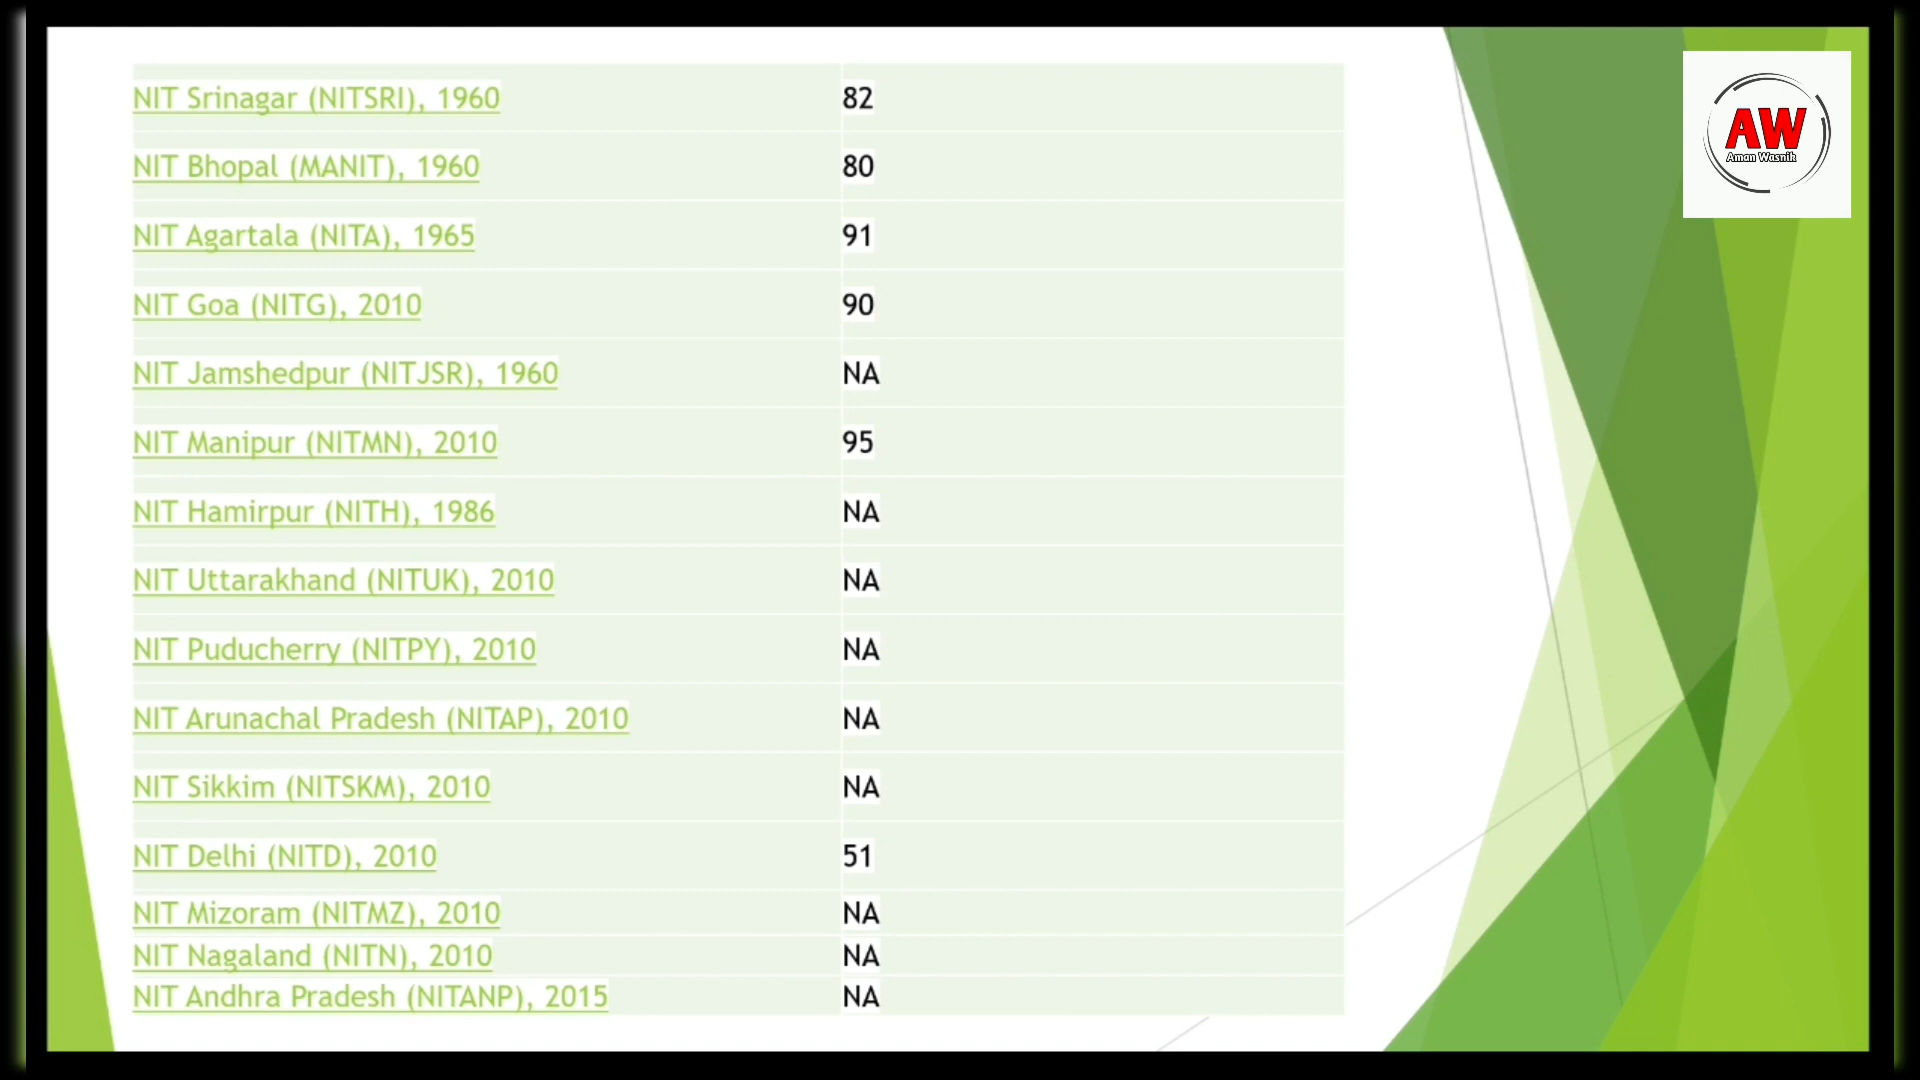 NIT Srinagar (NITSRI), 1960 82
NIT Bhopal (MANIT), 1960 80
NIT Agartala (NITA), 1965 91
NIT Goa (NITG), 2010 90
NIT Jamshedpur (NITJSR), 1960 NA
NIT Manipur (NITMN), 2010 95
NIT Hamirpur (NITH), 1986 NA
NIT Uttarakhand (NITUK), 2010 NA
NIT Puducherry (NITPY), 2010 NA
NIT Arunachal Pradesh (NITAP), 2010 NA
NIT Sikkim (NITSKM), 2010 NA
NIT Delhi (NITD), 2010 51
NIT Mizoram (NITMZ), 2010 NA
NIT Nagaland (NITN), 2010 NA
NIT Andhra Pradesh (NITANP), 2015 NA
AW
Aman Wasnik